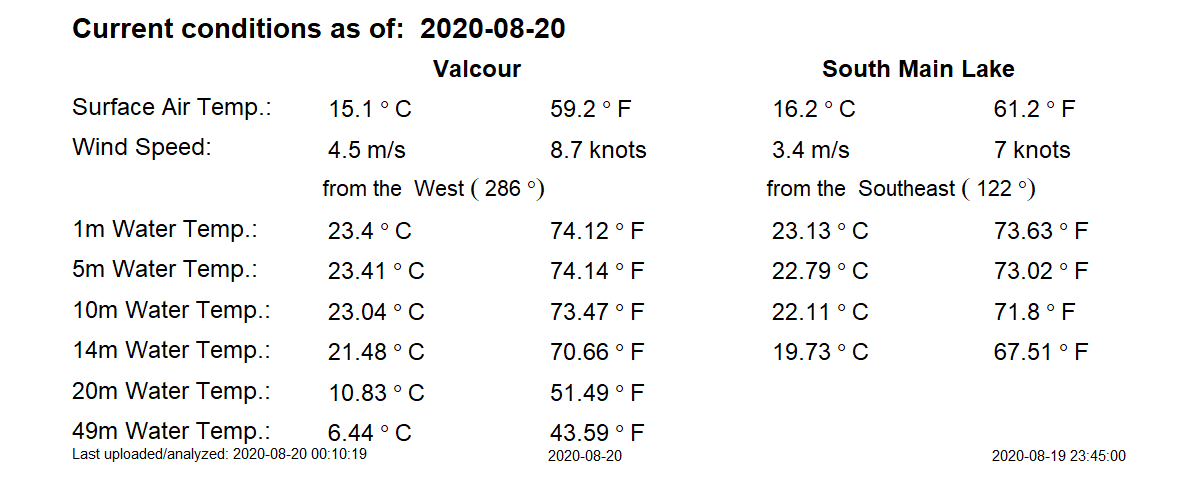 Current conditions as of: 2020-08-20
Valcour South Main Lake
Surface Air Temp.: 15.1 ° C 59.2 ° F 16.2 ° C 61.2 ° F
Wind Speed: 4.5 m/s 8.7 knots 3.4 m/s 7 knots
from the West ( 286 °) from the Southeast ( 122 °)
1m Water Temp.: 23.4 ° C 74.12 ° F 23.13 ° C 73.63 ° F
5m Water Temp.: 23.41 ° C 74.14 ° F 22.79 ° C 73.02 ° F
10m Water Temp.: 23.04 ° C 73.47 ° F 22.11 ° C 71.8 ° F
14m Water Temp.: 21.48 ° C 70.66 ° F 19.73 ° C 67.51 ° F
20m Water Temp.: 10.83 ° C 51.49 ° F
49m Water Temp.: 6.44 ° C 43.59 ° F
Last uploaded/analyzed: 2020-08-20 00:10:19 2020-08-20 2020-08-19 23:45:00